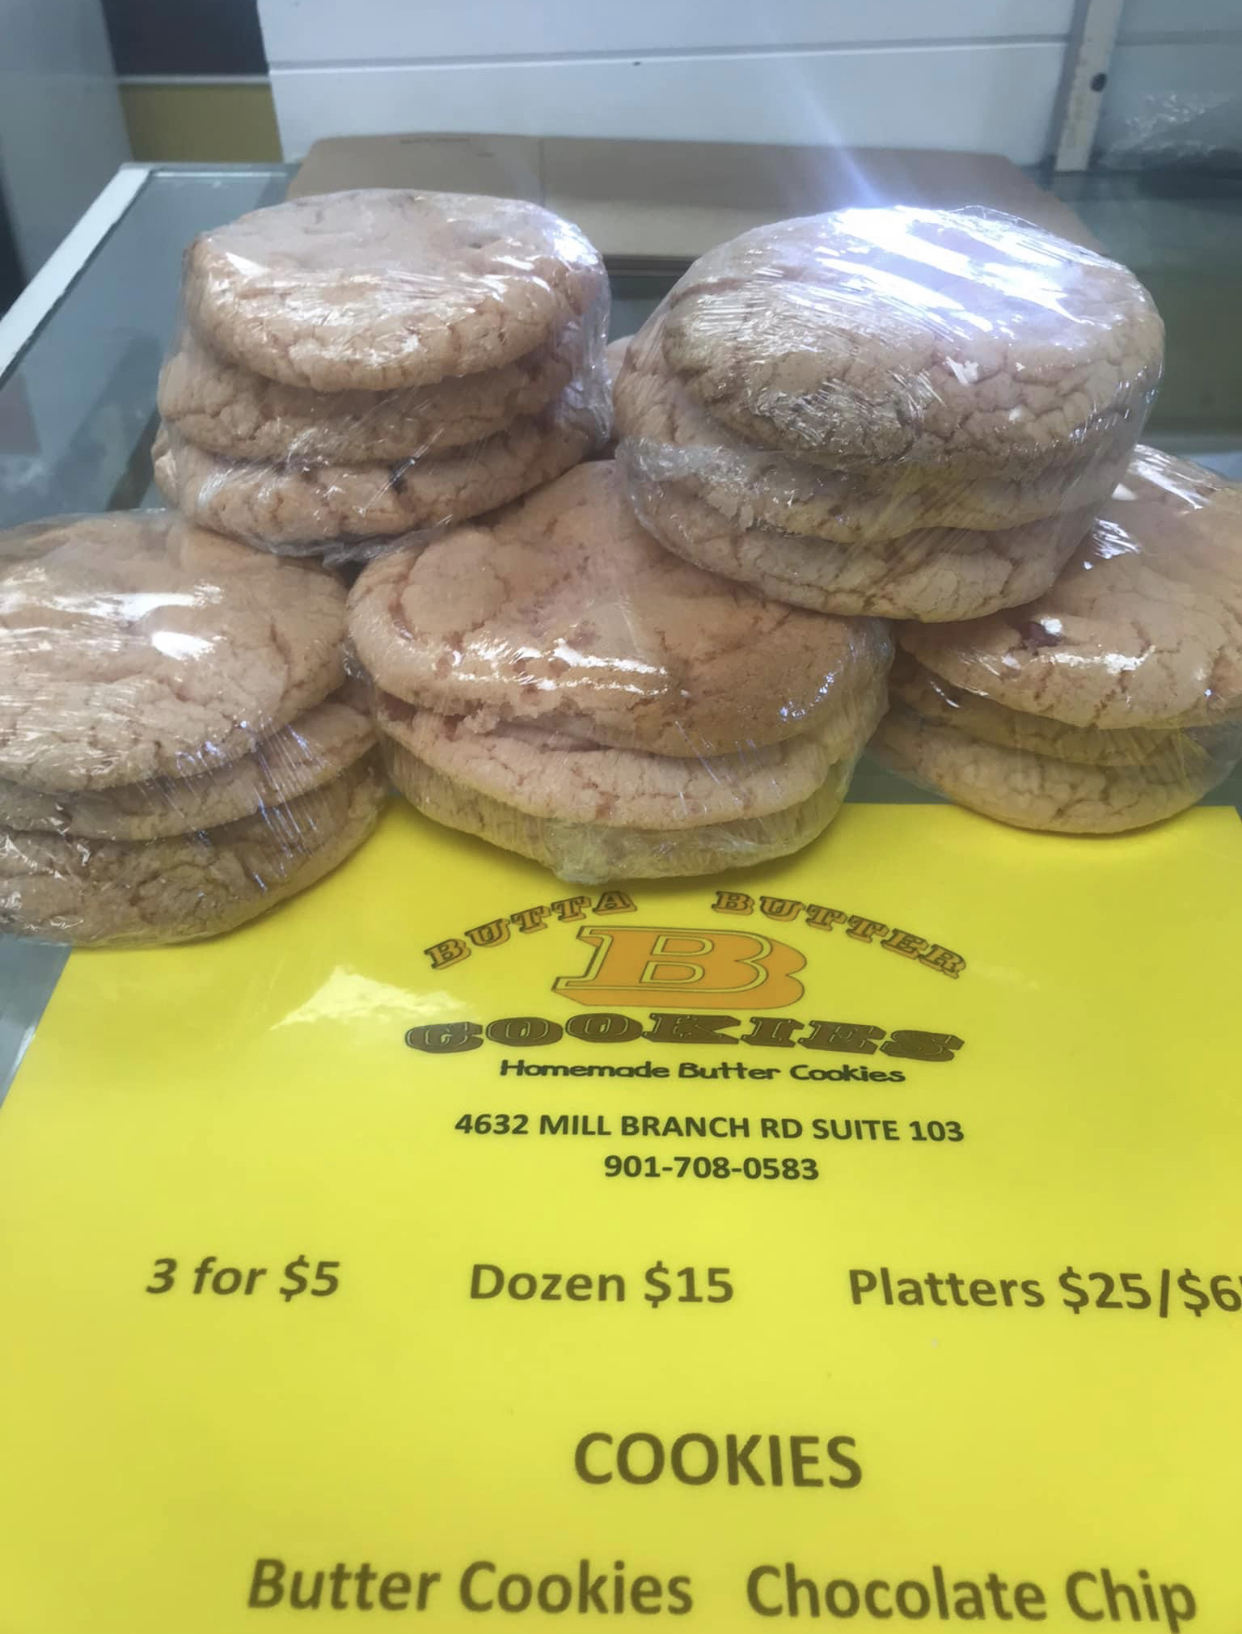 BUTTA BUTTER
B
COOKIES
Homemade Butter Cookies
4632 MILL BRANCH RD SUITE 103
901-708-0583
3 for $5 Dozen $15 Platters $25/$6
COOKIES
Butter Cookies Chocolate Chip